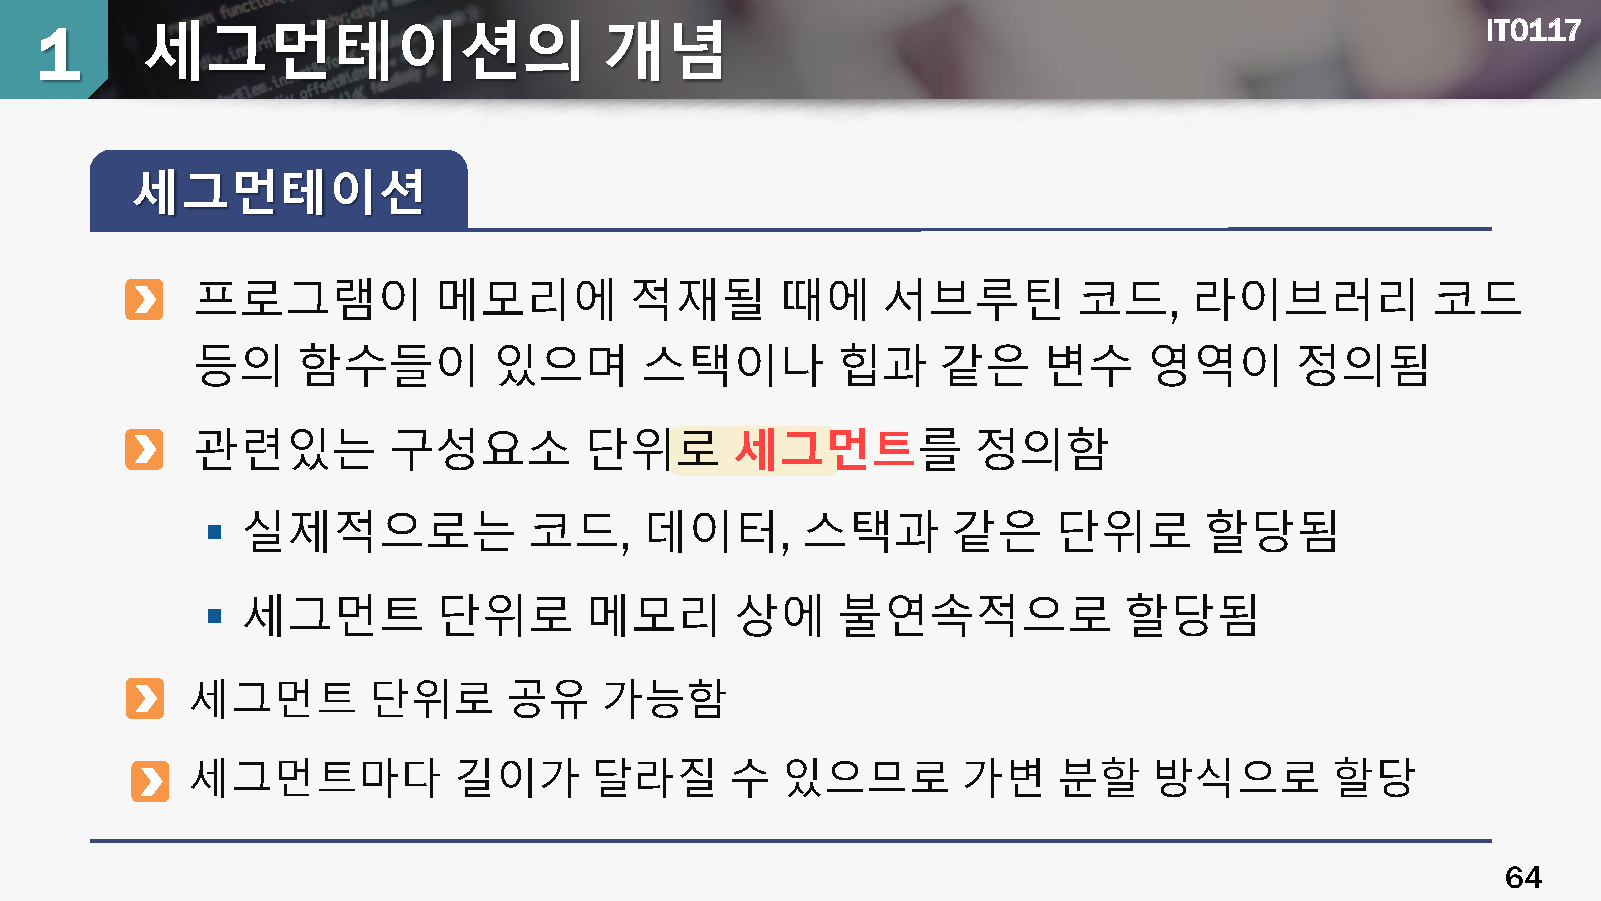 1 세그먼테이션의 개념
IT0117
세그먼테이션
프로그램이 메모리에 적재될 때에 서브루틴 코드, 라이브러리 코드
등의 함수들이 있으며 스택이나 힙과 같은 변수 영역이 정의됨
관련있는 구성요소 단위로 세그먼트를 정의함
실제적으로는 코드, 데이터, 스택과 같은 단위로 할당됨
세그먼트 단위로 메모리 상에 불연속적으로 할당됨
세그먼트 단위로 공유 가능함
세그먼트마다 길이가 달라질 수 있으므로 가변 분할 방식으로 할당
64